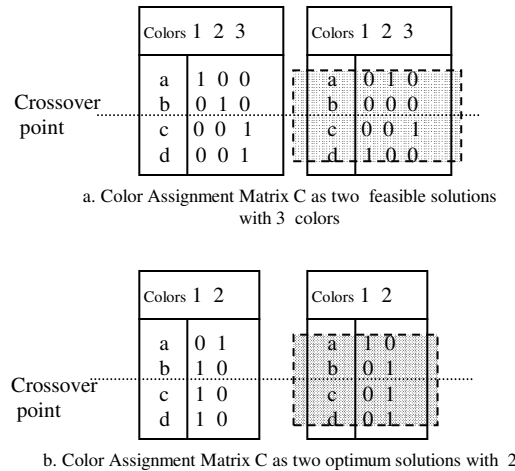 Colors 1 2 3 Colors 1 2 3
a 1 0 0 a 0 1 0
b 0 1 0 b 0 0 0
c 0 0 1 c 0 0 1
d 0 0 1 d 1 0 0
Crossover
point
a. Color Assignment Matrix C as two feasible solutions
with 3 colors
Colors 1 2 Colors 1 2
a 0 1 a 1 0
b 1 0 b 0 1
c 1 0 c 0 1
d 1 0 d 0 1
Crossover
point
b. Color Assignment Matrix C as two optimum solutions with 2